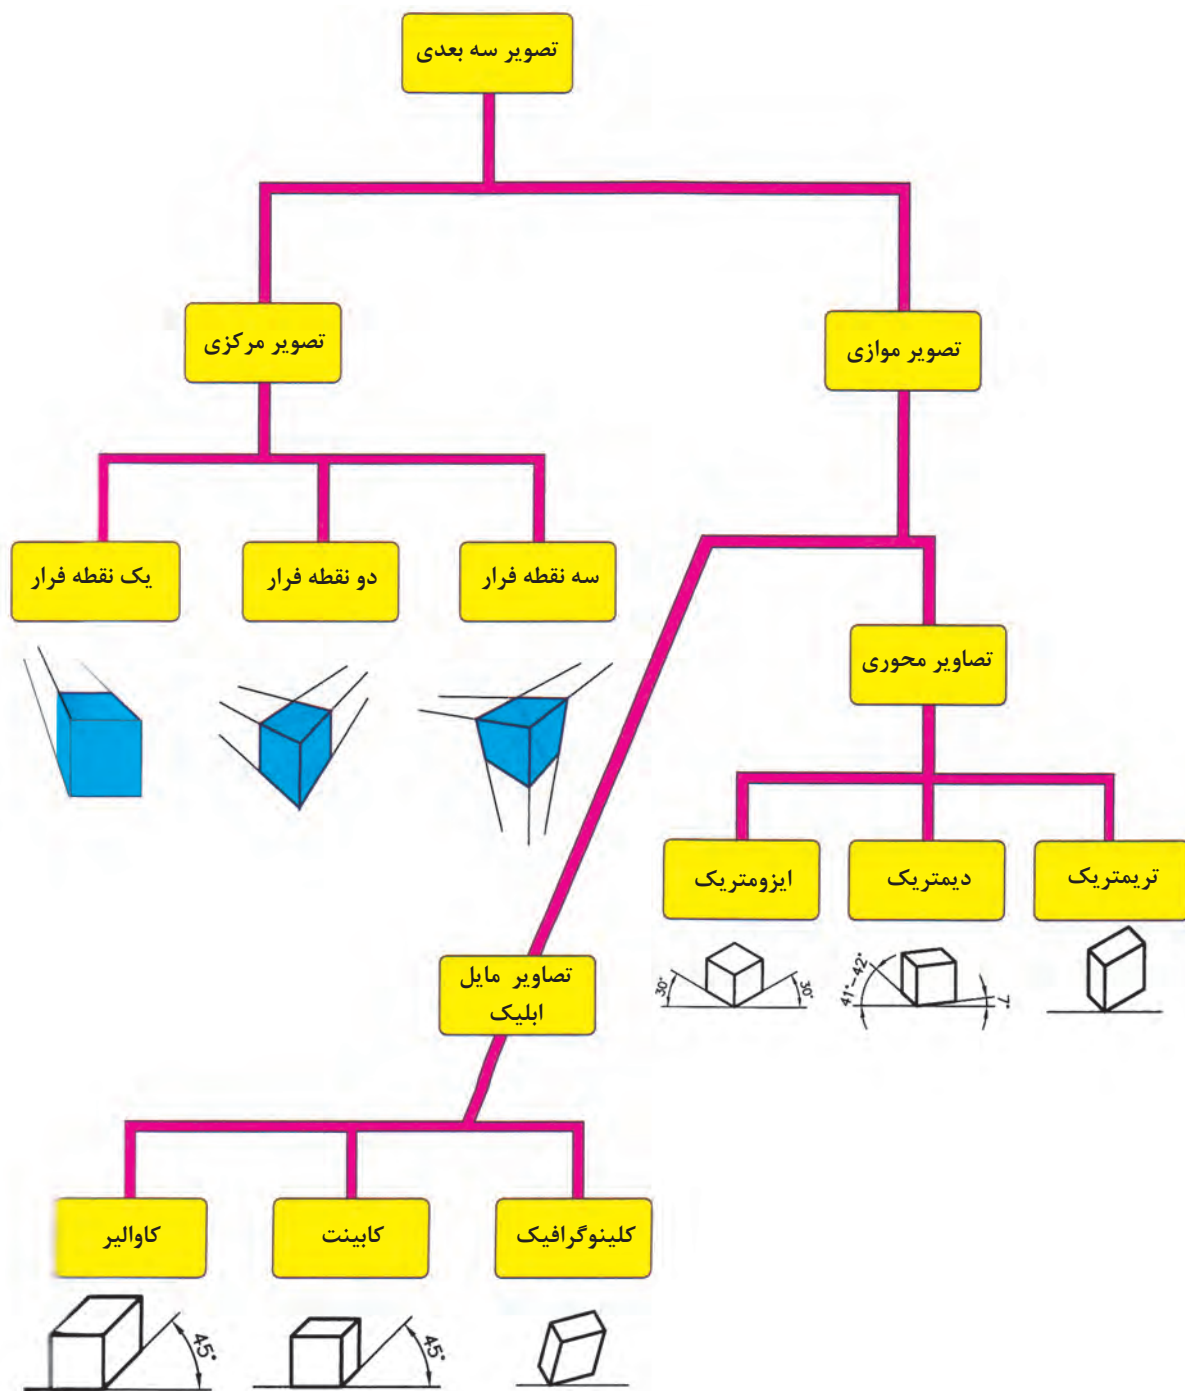 تصویر سه بعدی
تصویر موازی
تصویر مرکزی
سه نقطه فرار
دو نقطه فرار
یک نقطه فرار
تصاویر محوری
تریمتریک
دیمتریک
ایزومتریک
7°
41°-42°
30°
30°
تصاویر مایل
ابلیک
کلینوگرافیک
کابینت
کاوالیر
45°
45°